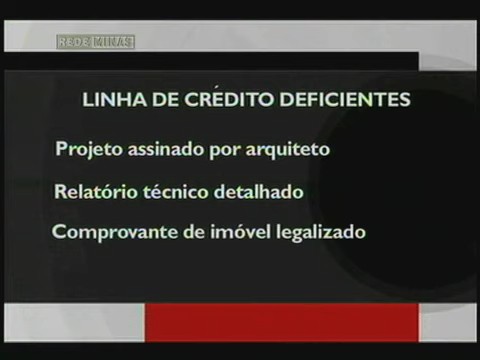 REDE MINAS
LINHA DE CRÉDITO DEFICIENTES
Projeto assinado por arquiteto
Relatório técnico detalhado
Comprovante de imóvel legalizado